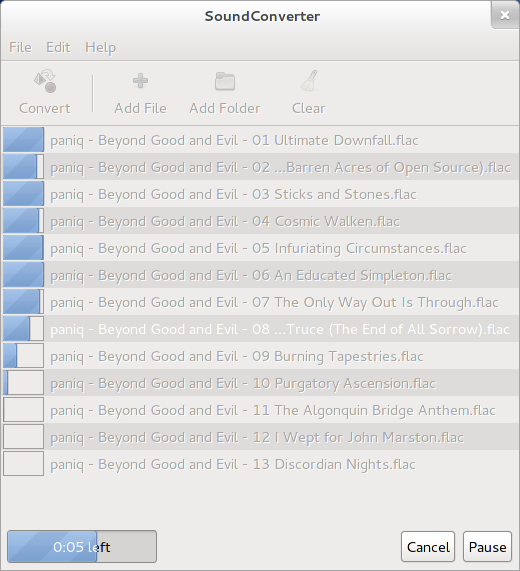 SoundConverter
File Edit Help
Convert Add File Add Folder Clear
paniq - Beyond Good and Evil - 01 Ultimate Downfall.flac
paniq - Beyond Good and Evil - 02 ...Barren Acres of Open Source).flac
paniq - Beyond Good and Evil - 03 Sticks and Stones.flac
paniq - Beyond Good and Evil - 04 Cosmic Walken.flac
paniq - Beyond Good and Evil - 05 Infuriating Circumstances.flac
paniq - Beyond Good and Evil - 06 An Educated Simpleton.flac
paniq - Beyond Good and Evil - 07 The Only Way Out Is Through.flac
paniq - Beyond Good and Evil - 08 ...Truce (The End of All Sorrow).flac
paniq - Beyond Good and Evil - 09 Burning Tapestries.flac
paniq - Beyond Good and Evil - 10 Purgatory Ascension.flac
paniq - Beyond Good and Evil - 11 The Algonquin Bridge Anthem.flac
paniq - Beyond Good and Evil - 12 I Wept for John Marston.flac
paniq - Beyond Good and Evil - 13 Discordian Nights.flac
0:05 left Cancel Pause